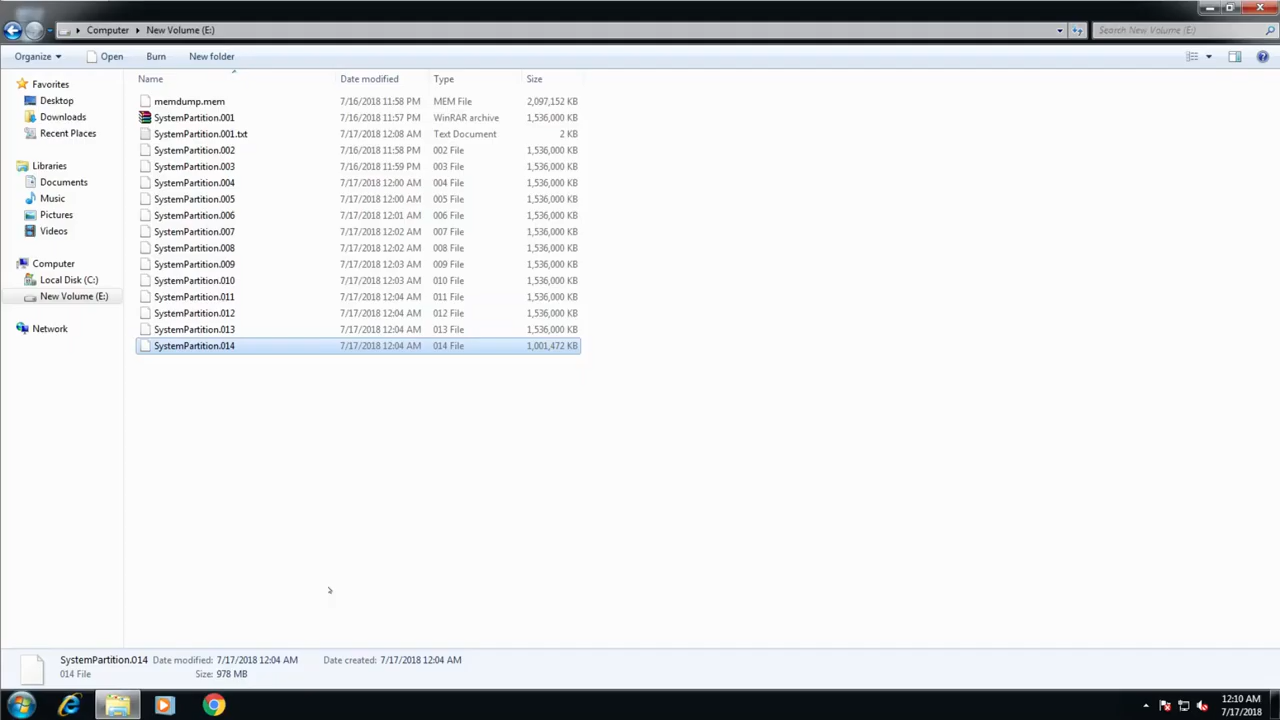 Computer New Volume (E:) Search New Volume (E:)
Organize Open Burn New folder
Name Date modified Type Size
Favorites
Desktop
Downloads
Recent Places
Libraries
Documents
Music
Pictures
Videos
Computer
Local Disk (C:)
New Volume (E:)
Network
memdump.mem 7/16/2018 11:58 PM MEM File 2,097,152 KB
SystemPartition.001 7/16/2018 11:57 PM WinRAR archive 1,536,000 KB
SystemPartition.001.txt 7/17/2018 12:08 AM Text Document 2 KB
SystemPartition.002 7/16/2018 11:58 PM 002 File 1,536,000 KB
SystemPartition.003 7/16/2018 11:59 PM 003 File 1,536,000 KB
SystemPartition.004 7/17/2018 12:00 AM 004 File 1,536,000 KB
SystemPartition.005 7/17/2018 12:00 AM 005 File 1,536,000 KB
SystemPartition.006 7/17/2018 12:01 AM 006 File 1,536,000 KB
SystemPartition.007 7/17/2018 12:02 AM 007 File 1,536,000 KB
SystemPartition.008 7/17/2018 12:02 AM 008 File 1,536,000 KB
SystemPartition.009 7/17/2018 12:03 AM 009 File 1,536,000 KB
SystemPartition.010 7/17/2018 12:03 AM 010 File 1,536,000 KB
SystemPartition.011 7/17/2018 12:04 AM 011 File 1,536,000 KB
SystemPartition.012 7/17/2018 12:04 AM 012 File 1,536,000 KB
SystemPartition.013 7/17/2018 12:04 AM 013 File 1,536,000 KB
SystemPartition.014 7/17/2018 12:04 AM 014 File 1,001,472 KB
SystemPartition.014 Date modified: 7/17/2018 12:04 AM Date created: 7/17/2018 12:04 AM
014 File Size: 978 MB
12:10 AM
7/17/2018